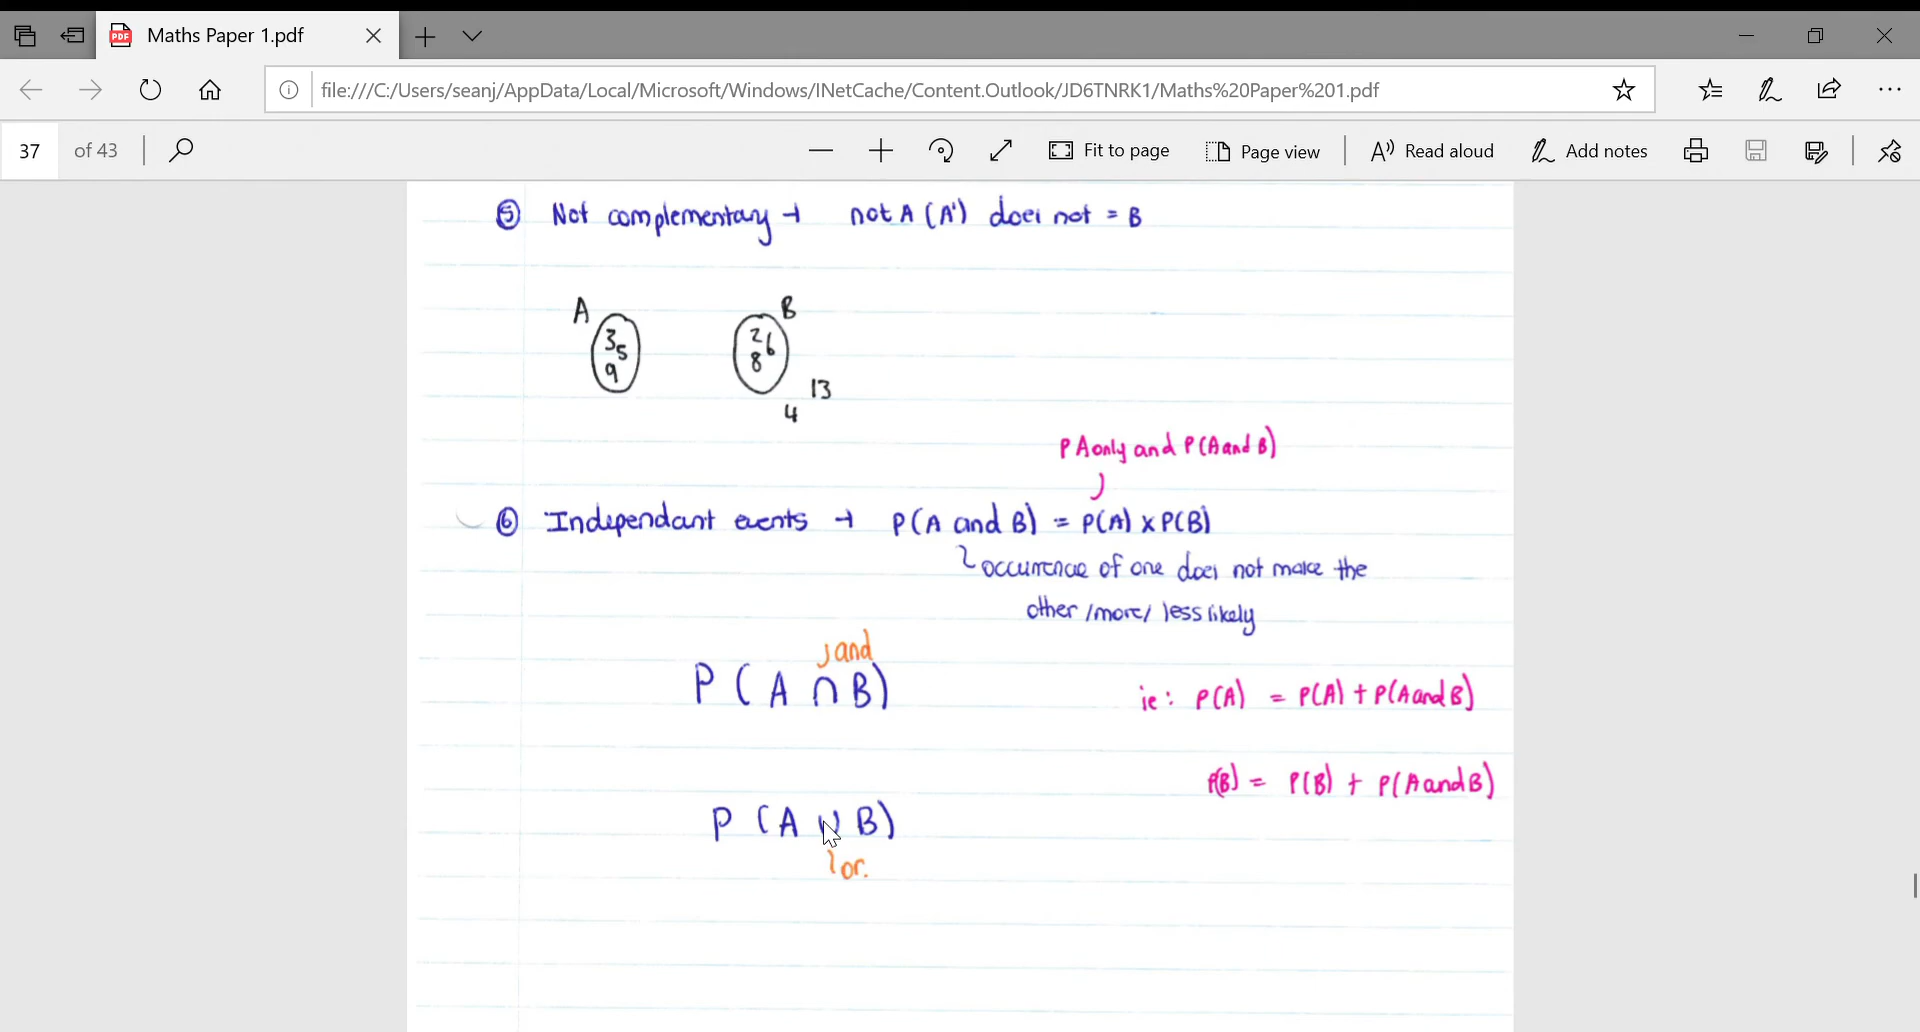 Maths Paper 1.pdf
file:///C:/Users/seanj/AppData/Local/Microsoft/Windows/INetCache/Content.Outlook/JD6TNRK1/Maths%20Paper%201.pdf
37 of 43 Fit to page Page view Read aloud Add notes
⑤ Not complementary → not A (A') does not = B
A B
3 5 9
2 6 8
13
4
P A only and P(A and B)
⑥ Independant events → P(A and B) = P(A) x P(B)
occurrence of one does not make the
other /more/ less likely
and
P (A ∩ B)
ie: P(A) = P(A) + P(A and B)
P(B) = P(B) + P(A and B)
P (A ∪ B)
or.